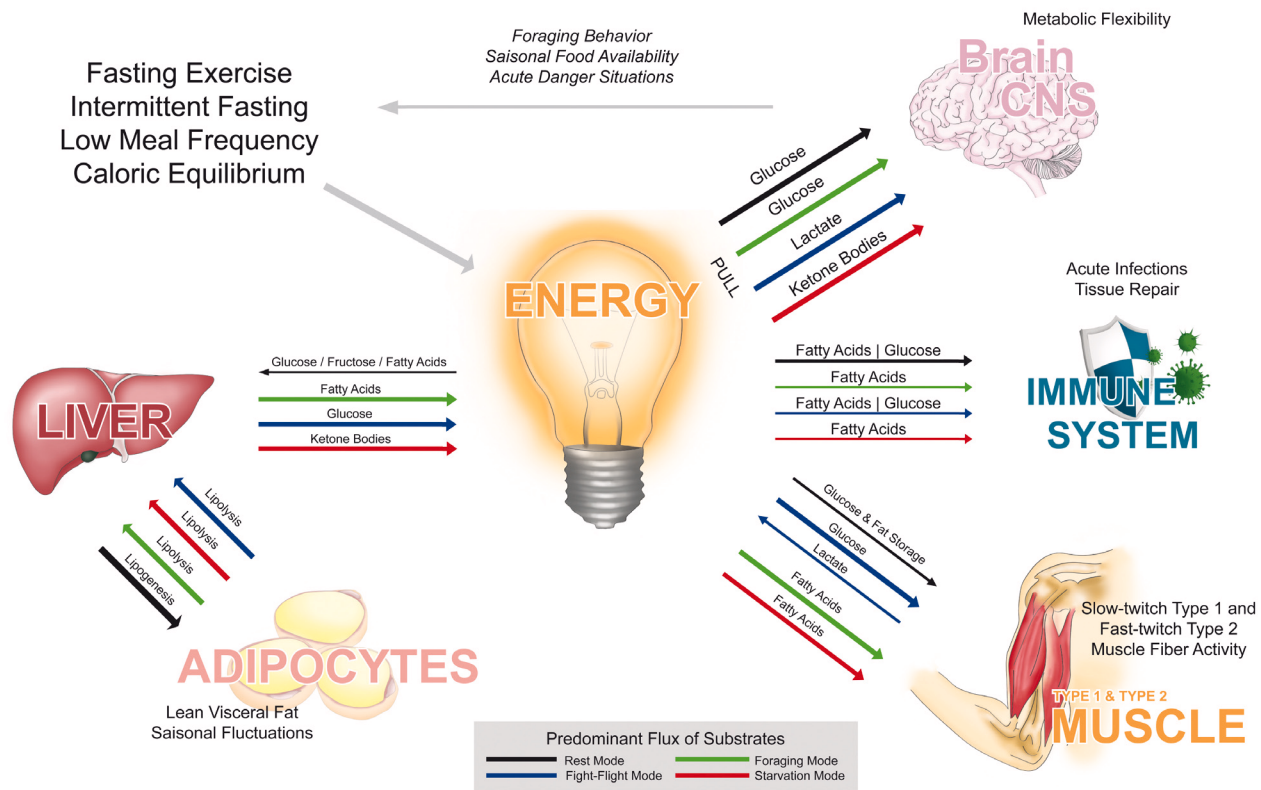 Metabolic Flexibility
Foraging Behavior
Saisonal Food Availability
Acute Danger Situations
Fasting Exercise
Intermittent Fasting
Low Meal Frequency
Caloric Equilibrium
Brain
CNS
Glucose
Glucose
Lactate
Ketone Bodies
PULL
ENERGY
Acute Infections
Tissue Repair
IMMUNE
SYSTEM
Fatty Acids | Glucose
Fatty Acids
Fatty Acids | Glucose
Fatty Acids
Glucose / Fructose / Fatty Acids
Fatty Acids
Glucose
Ketone Bodies
LIVER
Lipolysis
Lipolysis
Lipolysis
Lipogenesis
ADIPOCYTES
Lean Visceral Fat
Saisonal Fluctuations
Glucose & Fat Storage
Glucose
Lactate
Fatty Acids
Fatty Acids
Slow-twitch Type 1 and
Fast-twitch Type 2
Muscle Fiber Activity
TYPE 1 & TYPE 2
MUSCLE
Predominant Flux of Substrates
Rest Mode
Foraging Mode
Fight-Flight Mode
Starvation Mode